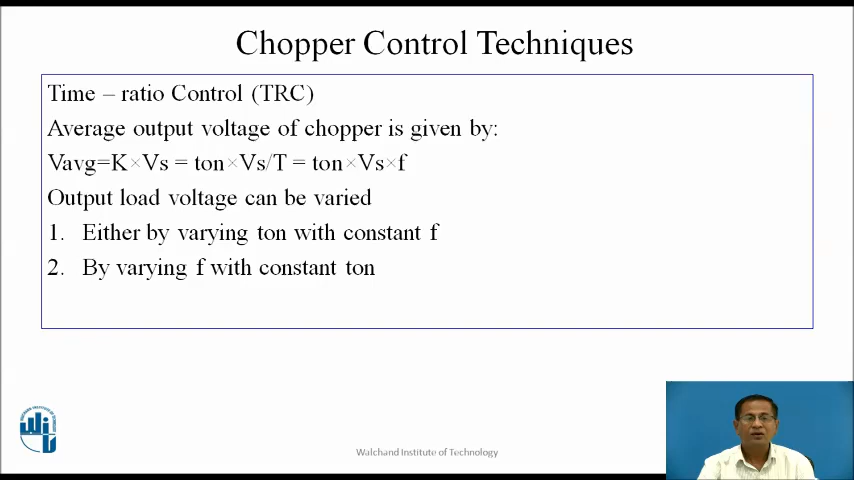 Chopper Control Techniques
Time – ratio Control (TRC)
Average output voltage of chopper is given by:
Vavg=K×Vs = ton×Vs/T = ton×Vs×f
Output load voltage can be varied
1. Either by varying ton with constant f
2. By varying f with constant ton
Walchand Institute of Technology